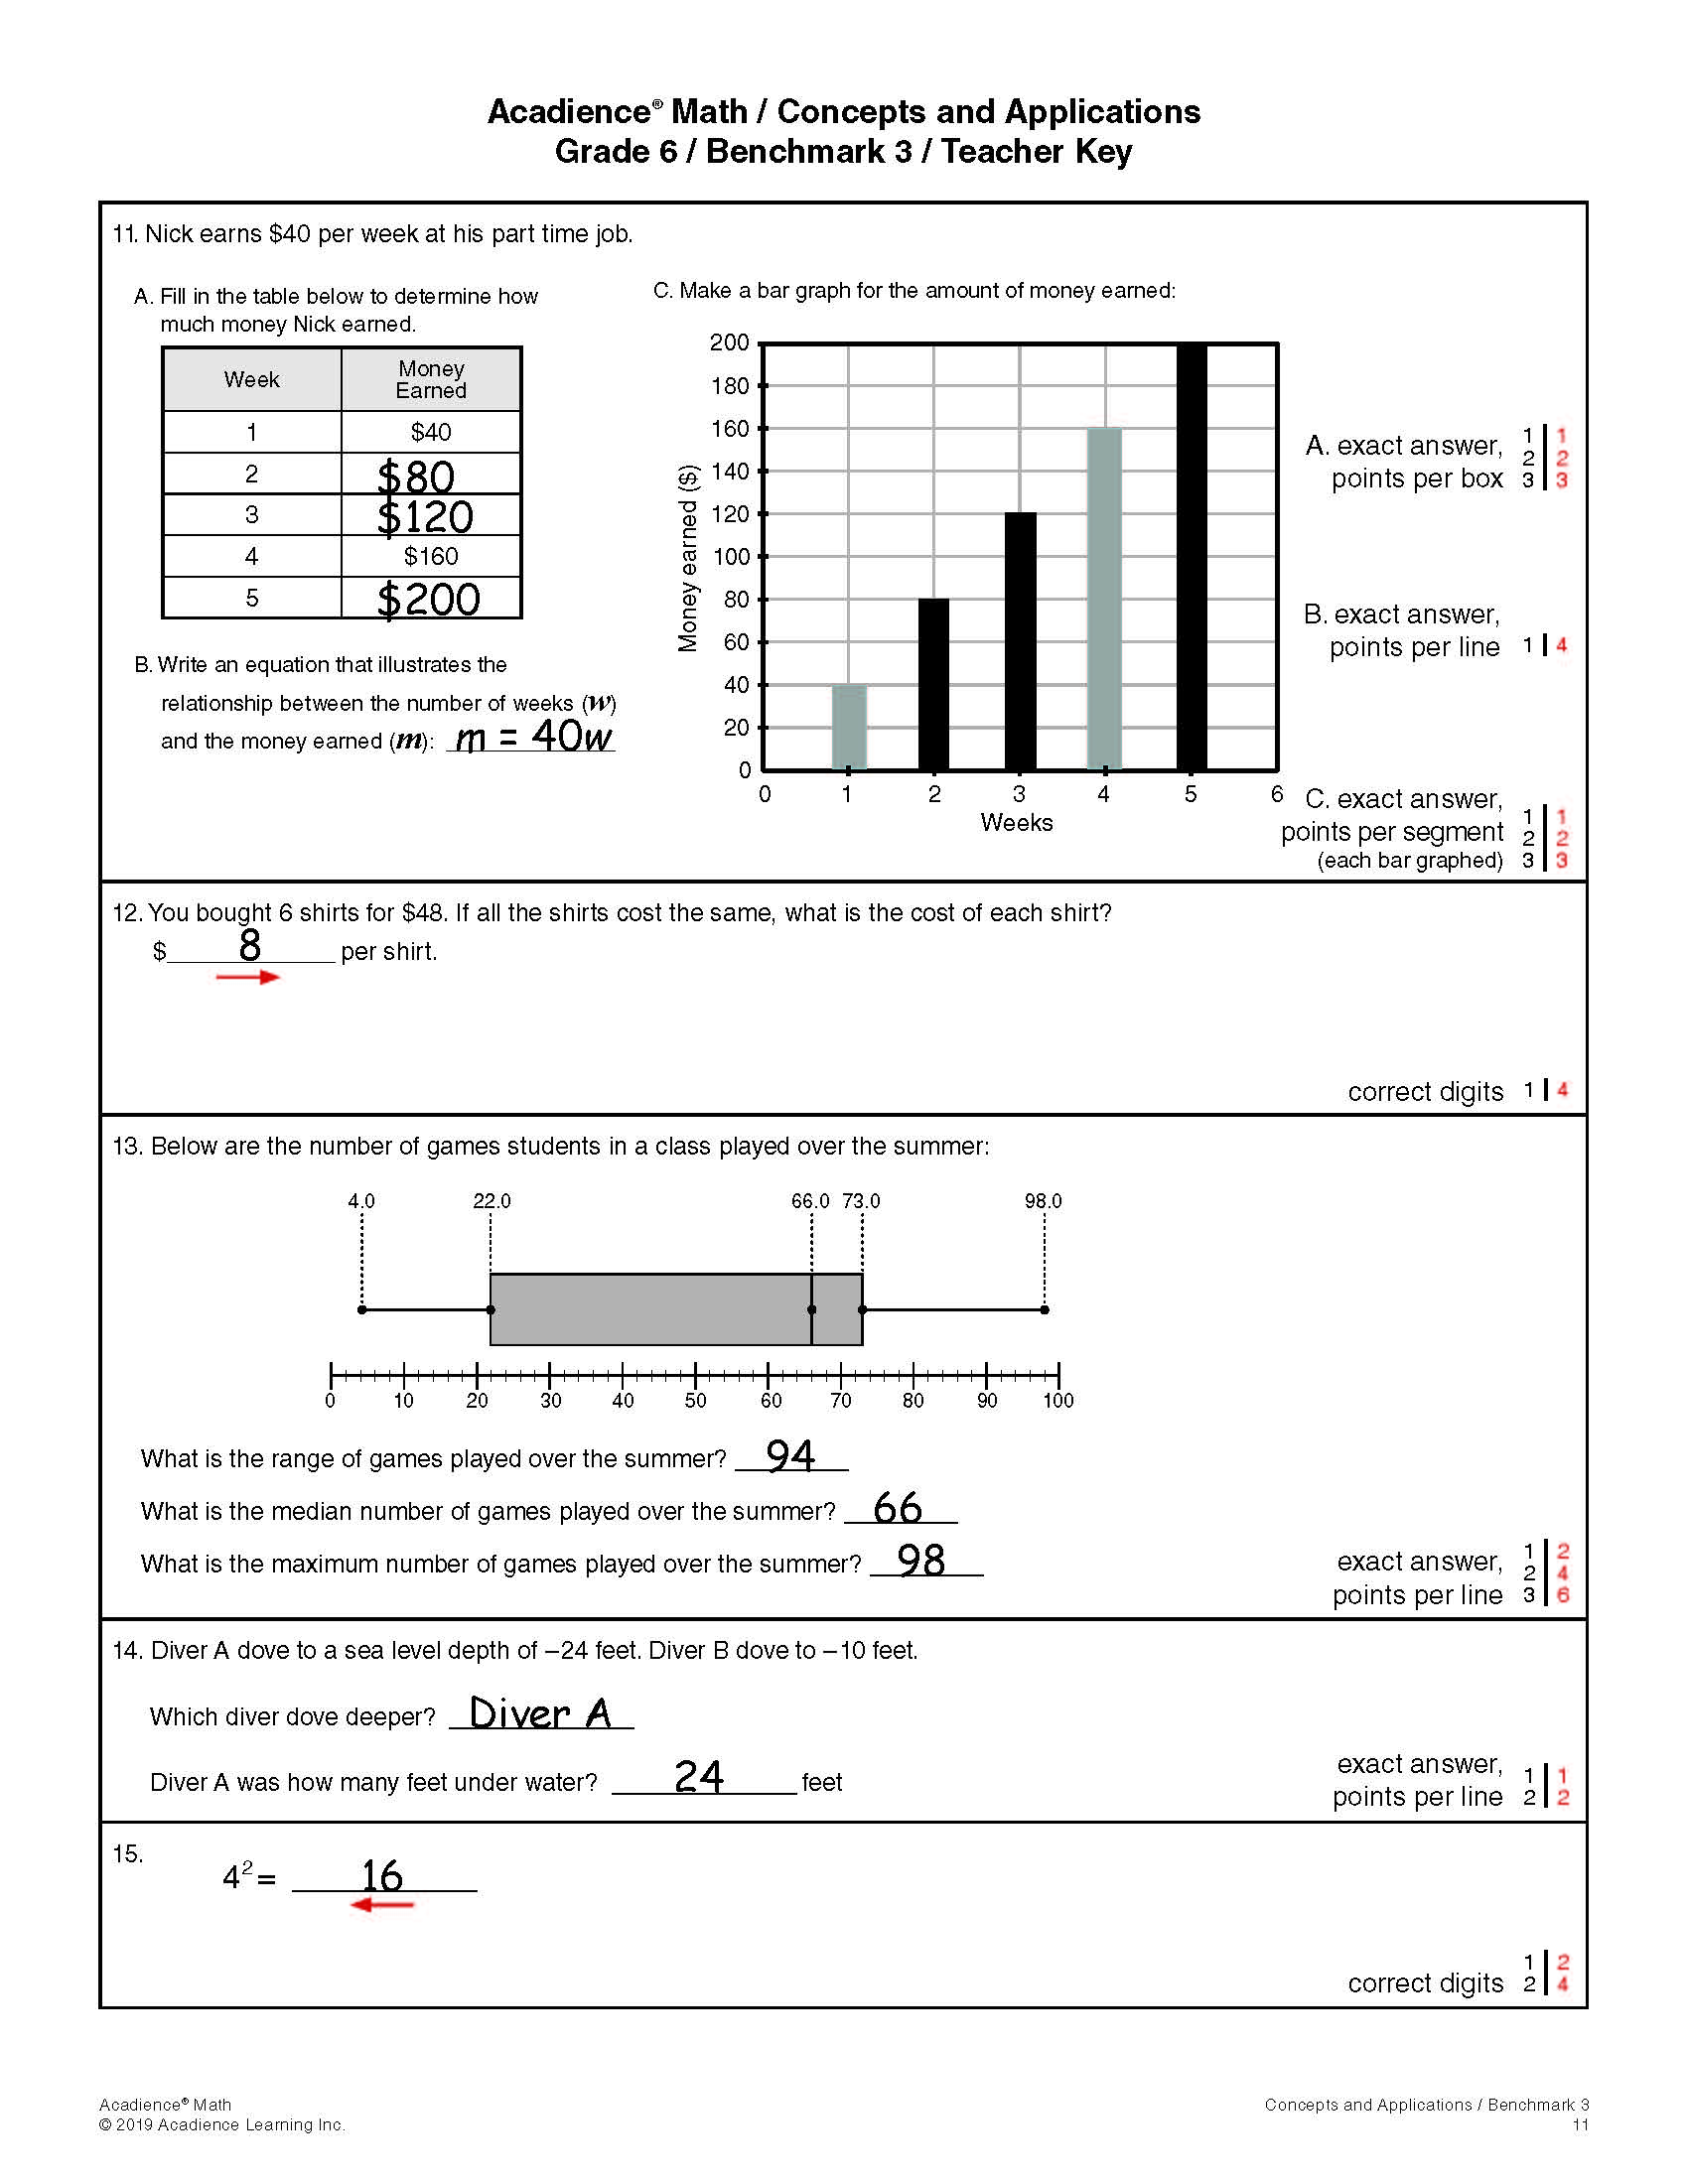 Acadience® Math / Concepts and Applications
Grade 6 / Benchmark 3 / Teacher Key
11. Nick earns $40 per week at his part time job.
A. Fill in the table below to determine how
much money Nick earned.
Week
Money
Earned
1 $40
2 $80
3 $120
4 $160
5 $200
B. Write an equation that illustrates the
relationship between the number of weeks (w)
and the money earned (m): m = 40w
C. Make a bar graph for the amount of money earned:
Money earned ($)
200
180
160
140
120
100
80
60
40
20
0
0 1 2 3 4 5 6
Weeks
A. exact answer,
points per box
1 1
2 2
3 3
B. exact answer,
points per line 1 4
C. exact answer,
points per segment
(each bar graphed)
1 1
2 2
3 3
12. You bought 6 shirts for $48. If all the shirts cost the same, what is the cost of each shirt?
$ 8 per shirt.
correct digits 1 4
13. Below are the number of games students in a class played over the summer:
4.0 22.0 66.0 73.0 98.0
0 10 20 30 40 50 60 70 80 90 100
What is the range of games played over the summer? 94
What is the median number of games played over the summer? 66
What is the maximum number of games played over the summer? 98
exact answer,
points per line
1 2
2 4
3 6
14. Diver A dove to a sea level depth of –24 feet. Diver B dove to –10 feet.
Which diver dove deeper? Diver A
Diver A was how many feet under water? 24 feet
exact answer,
points per line
1 1
2 2
15.
4² = 16
correct digits
1 2
2 4
Acadience® Math
© 2019 Acadience Learning Inc.
Concepts and Applications / Benchmark 3
11